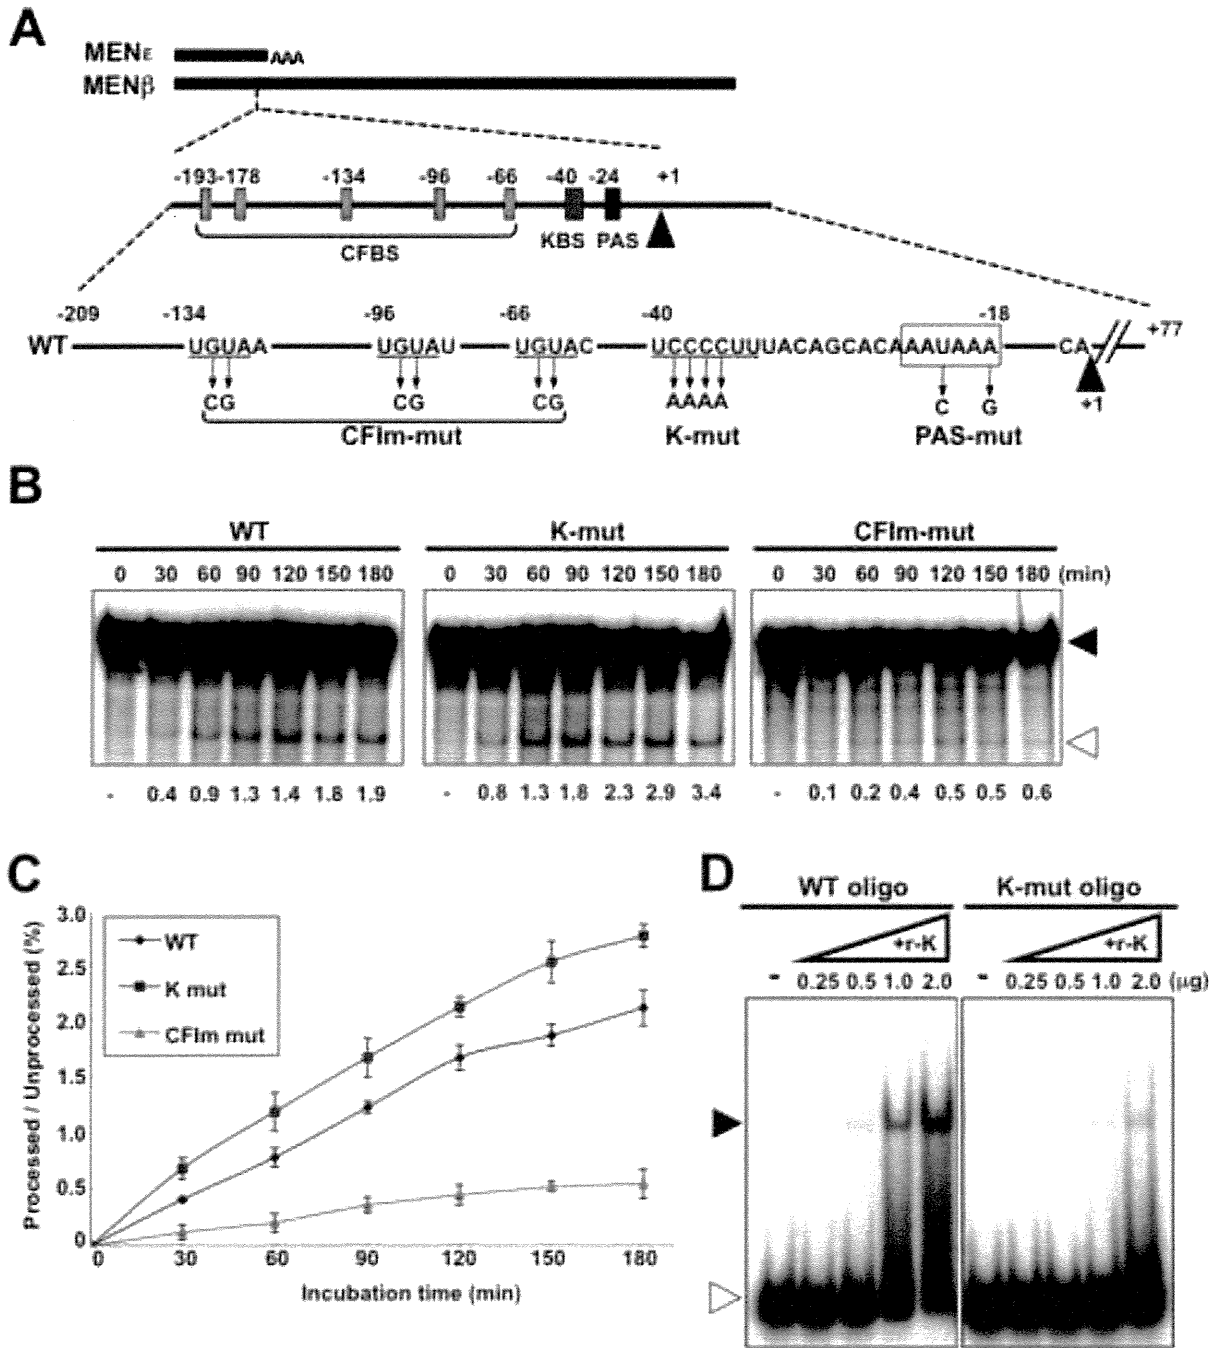 A
MENε AAA
MENβ
-193 -178 -134 -96 -66 -40 -24 +1
CFBS KBS PAS
-209 -134 -96 -66 -40 -18 +77
WT UGUAA UGUAU UGUAC UCCCCUUUACAGCACAAAUAAA CA
CG CG CG AAAA C G +1
CFIm-mut K-mut PAS-mut
B
WT K-mut CFIm-mut
0 30 60 90 120 150 180 0 30 60 90 120 150 180 0 30 60 90 120 150 180 (min)
- 0.4 0.9 1.3 1.4 1.8 1.9 - 0.8 1.3 1.8 2.3 2.9 3.4 - 0.1 0.2 0.4 0.5 0.5 0.6
C
Processed / Unprocessed (%)
3.0
2.5
2.0
1.5
1.0
0.5
0
WT
K mut
CFIm mut
0 30 60 90 120 150 180
Incubation time (min)
D
WT oligo K-mut oligo
+r-K +r-K
- 0.25 0.5 1.0 2.0 - 0.25 0.5 1.0 2.0 (µg)